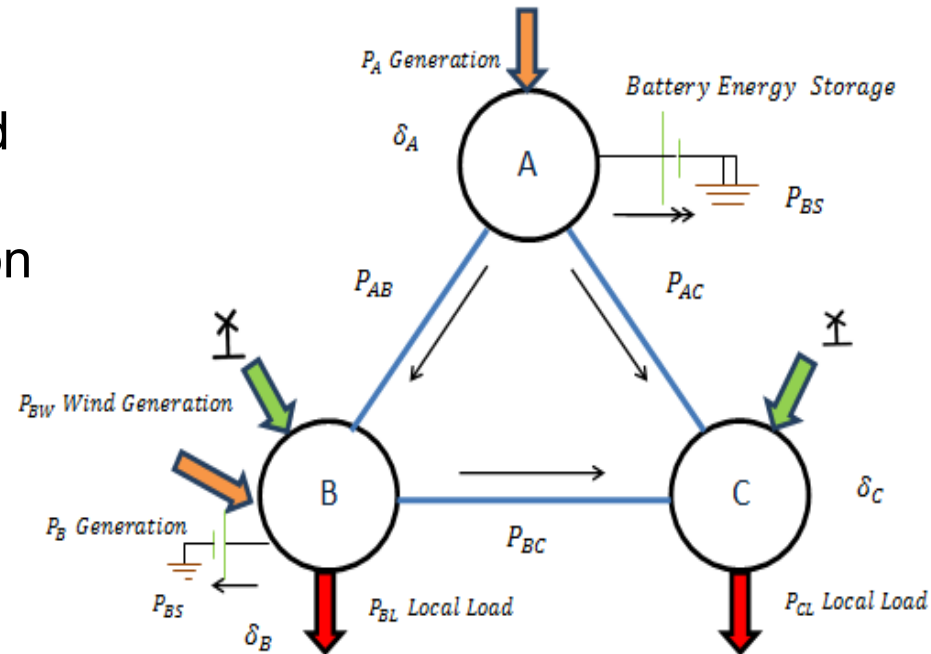 d
on
P_A Generation
Battery Energy Storage
δ_A
A
P_BS
P_AB
P_AC
P_BW Wind Generation
B
C
δ_C
P_B Generation
P_BC
P_BS
P_BL Local Load
P_CL Local Load
δ_B